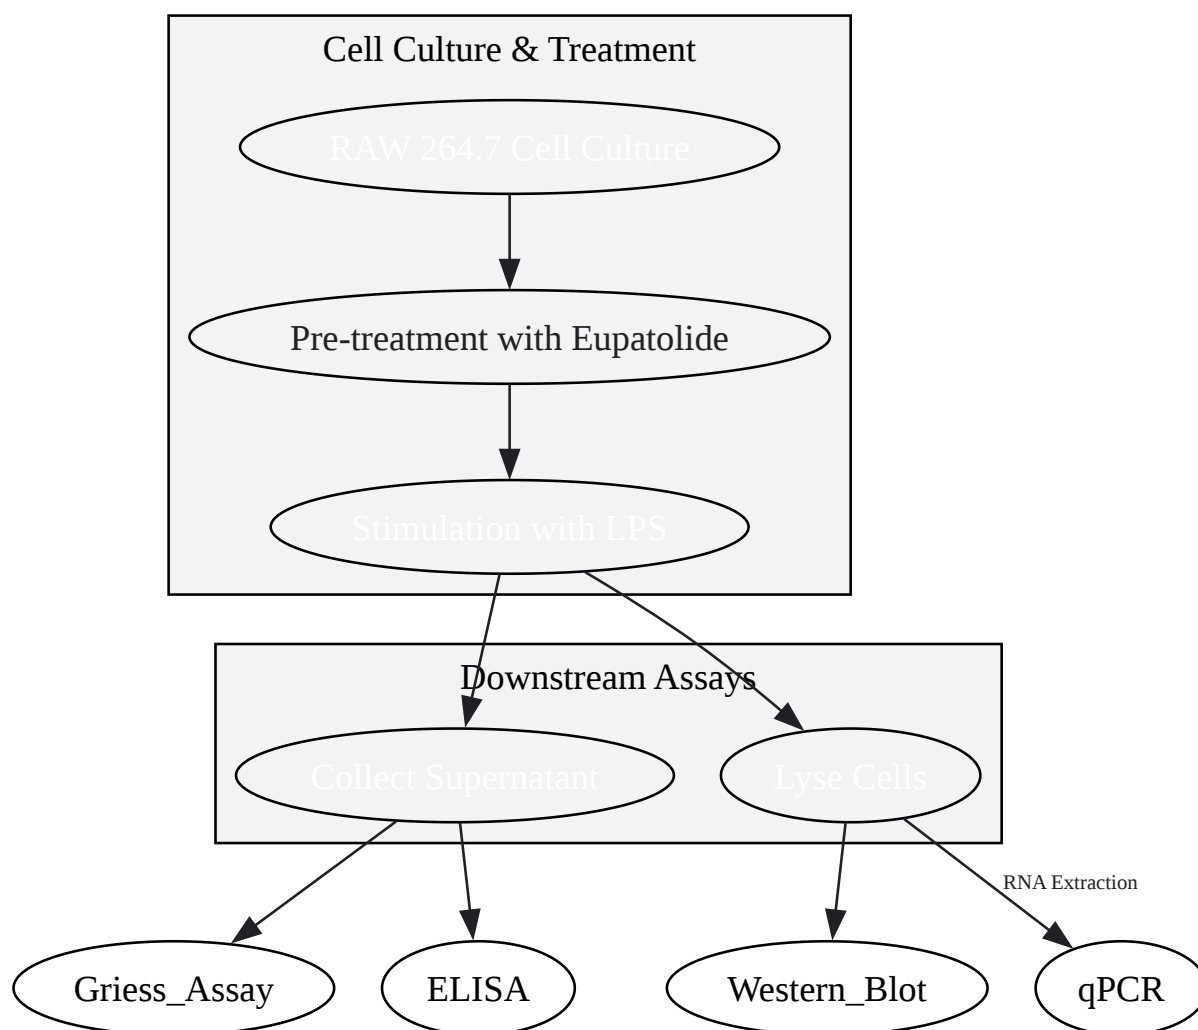 Cell Culture & Treatment
RAW 264.7 Cell Culture
Pre-treatment with Eupatolide
Stimulation with LPS
Downstream Assays
Collect Supernatant
Lyse Cells
RNA Extraction
Griess_Assay
ELISA
Western_Blot
qPCR